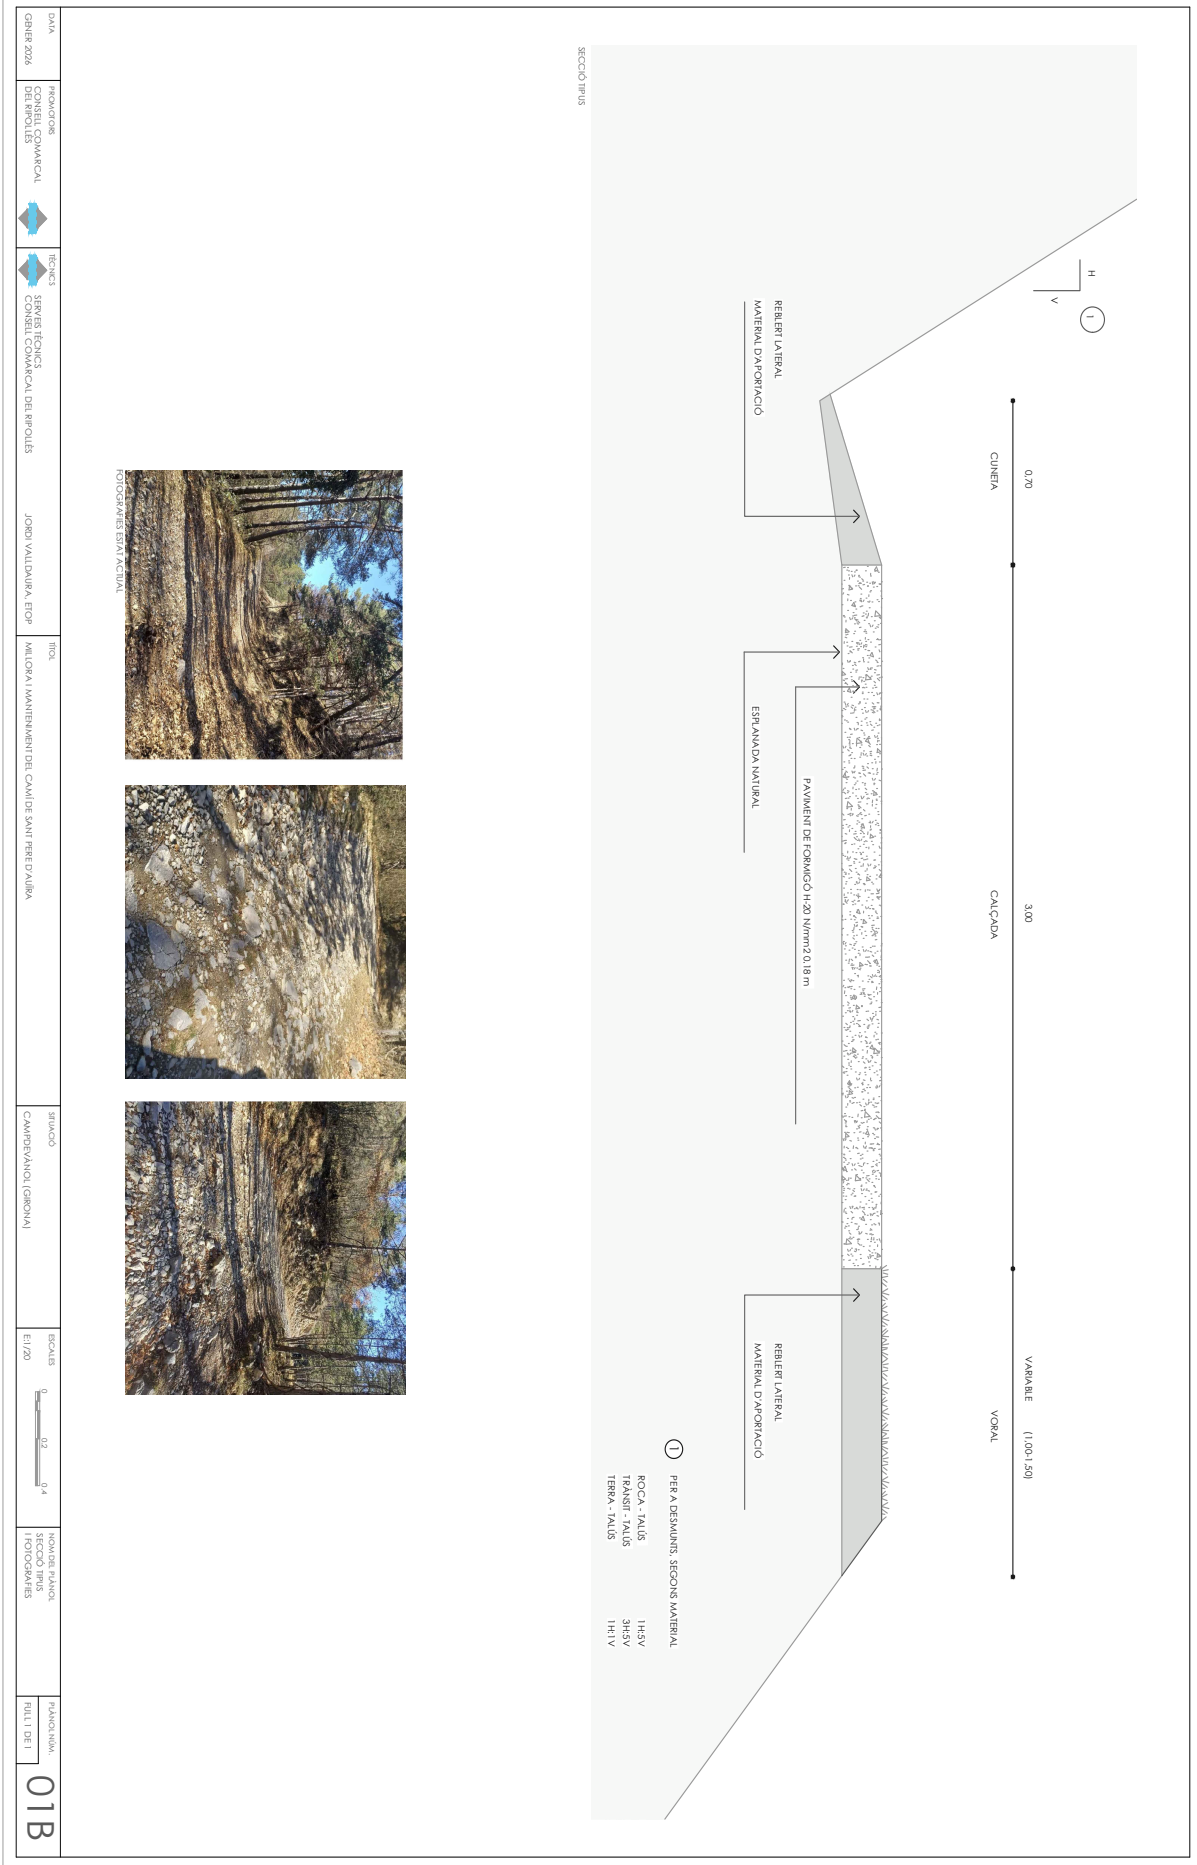 0,70
3,00
VARIABLE (1,00-1,50)
CUNETA
CALÇADA
VORAL
H
V
1
REBLERT LATERAL
MATERIAL D'APORTACIÓ
ESPLANADA NATURAL
PAVIMENT DE FORMIGÓ H-20 N/mm2 0.18 m
REBLERT LATERAL
MATERIAL D'APORTACIÓ
1 PER A DESMUNTS, SEGONS MATERIAL
ROCA - TALÚS 1H:5V
TRÀNSIT - TALÚS 3H:5V
TERRA - TALÚS 1H:1V
SECCIÓ TIPUS
FOTOGRAFIES ESTAT ACTUAL
DATA
GENER 2026
PROMOTORS
CONSELL COMARCAL
DEL RIPOLLÈS
TÈCNICS
SERVEIS TÈCNICS
CONSELL COMARCAL DEL RIPOLLÈS
JORDI VALLDAURA, ETOP
TÍTOL
MILLORA I MANTENIMENT DEL CAMÍ DE SANT PERE D'AUÏRA
SITUACIÓ
CAMPDEVÀNOL (GIRONA)
ESCALES
E:1/20
0 0.2 0.4
NOM DEL PLÀNOL
SECCIÓ TIPUS
I FOTOGRAFIES
PLÀNOL NÚM.
FULL 1 DE 1
01B